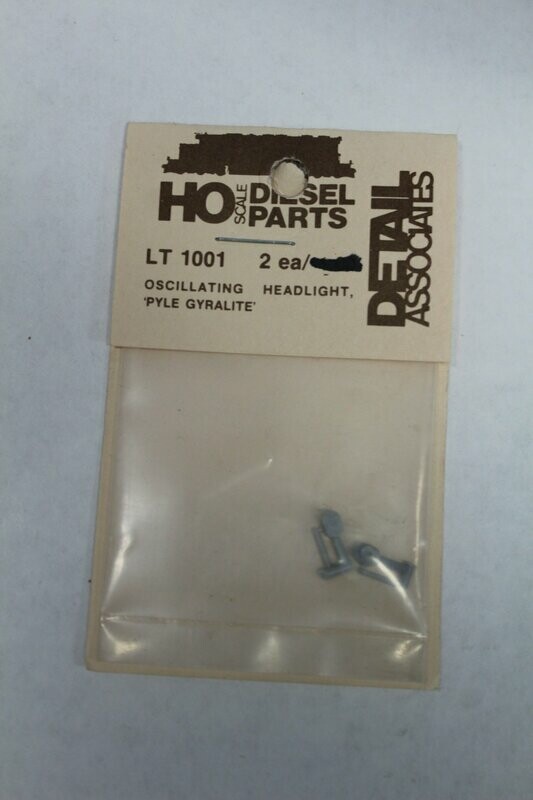 HO SCALE DIESEL PARTS
DETAIL ASSOCIATES
LT 1001 2 ea/
OSCILLATING HEADLIGHT,
'PYLE GYRALITE'